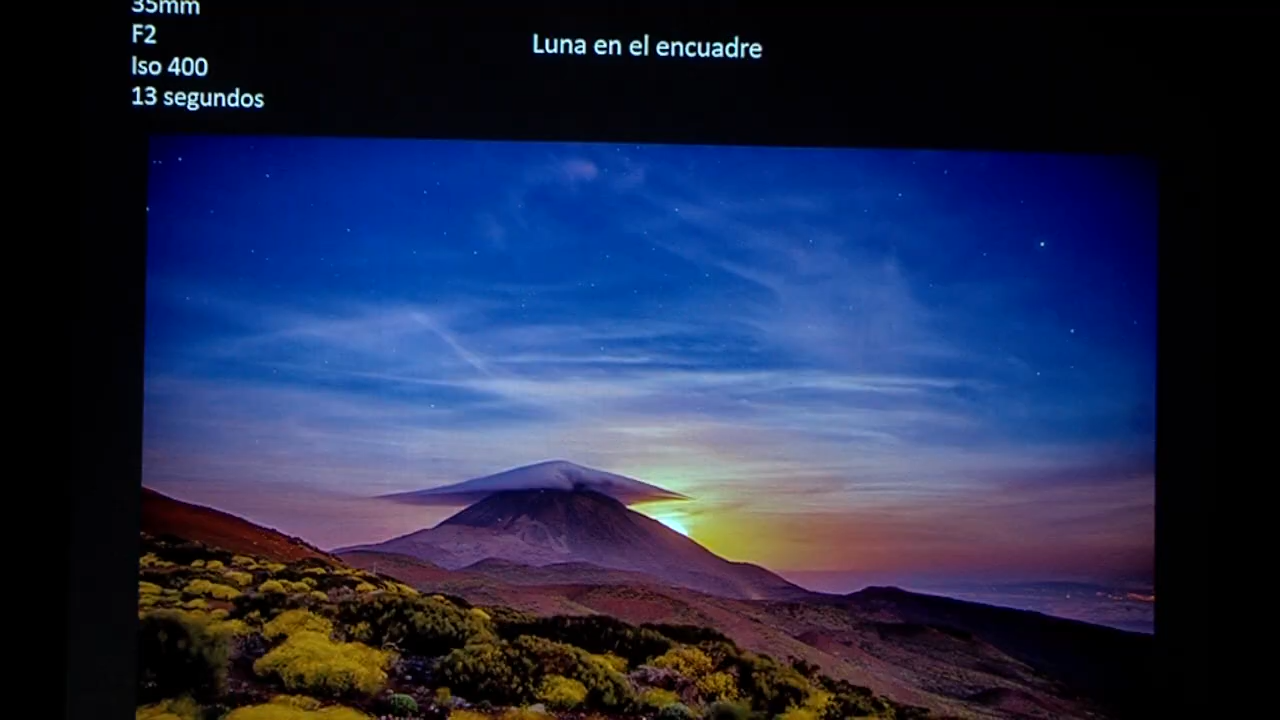 35mm
F2
Iso 400
13 segundos
Luna en el encuadre